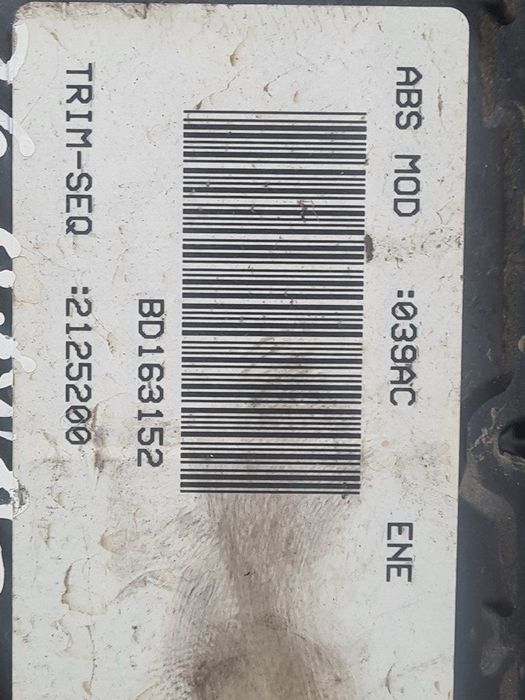 ABS MOD :039AC ENE
BD163152
TRIM-SEQ :2125200